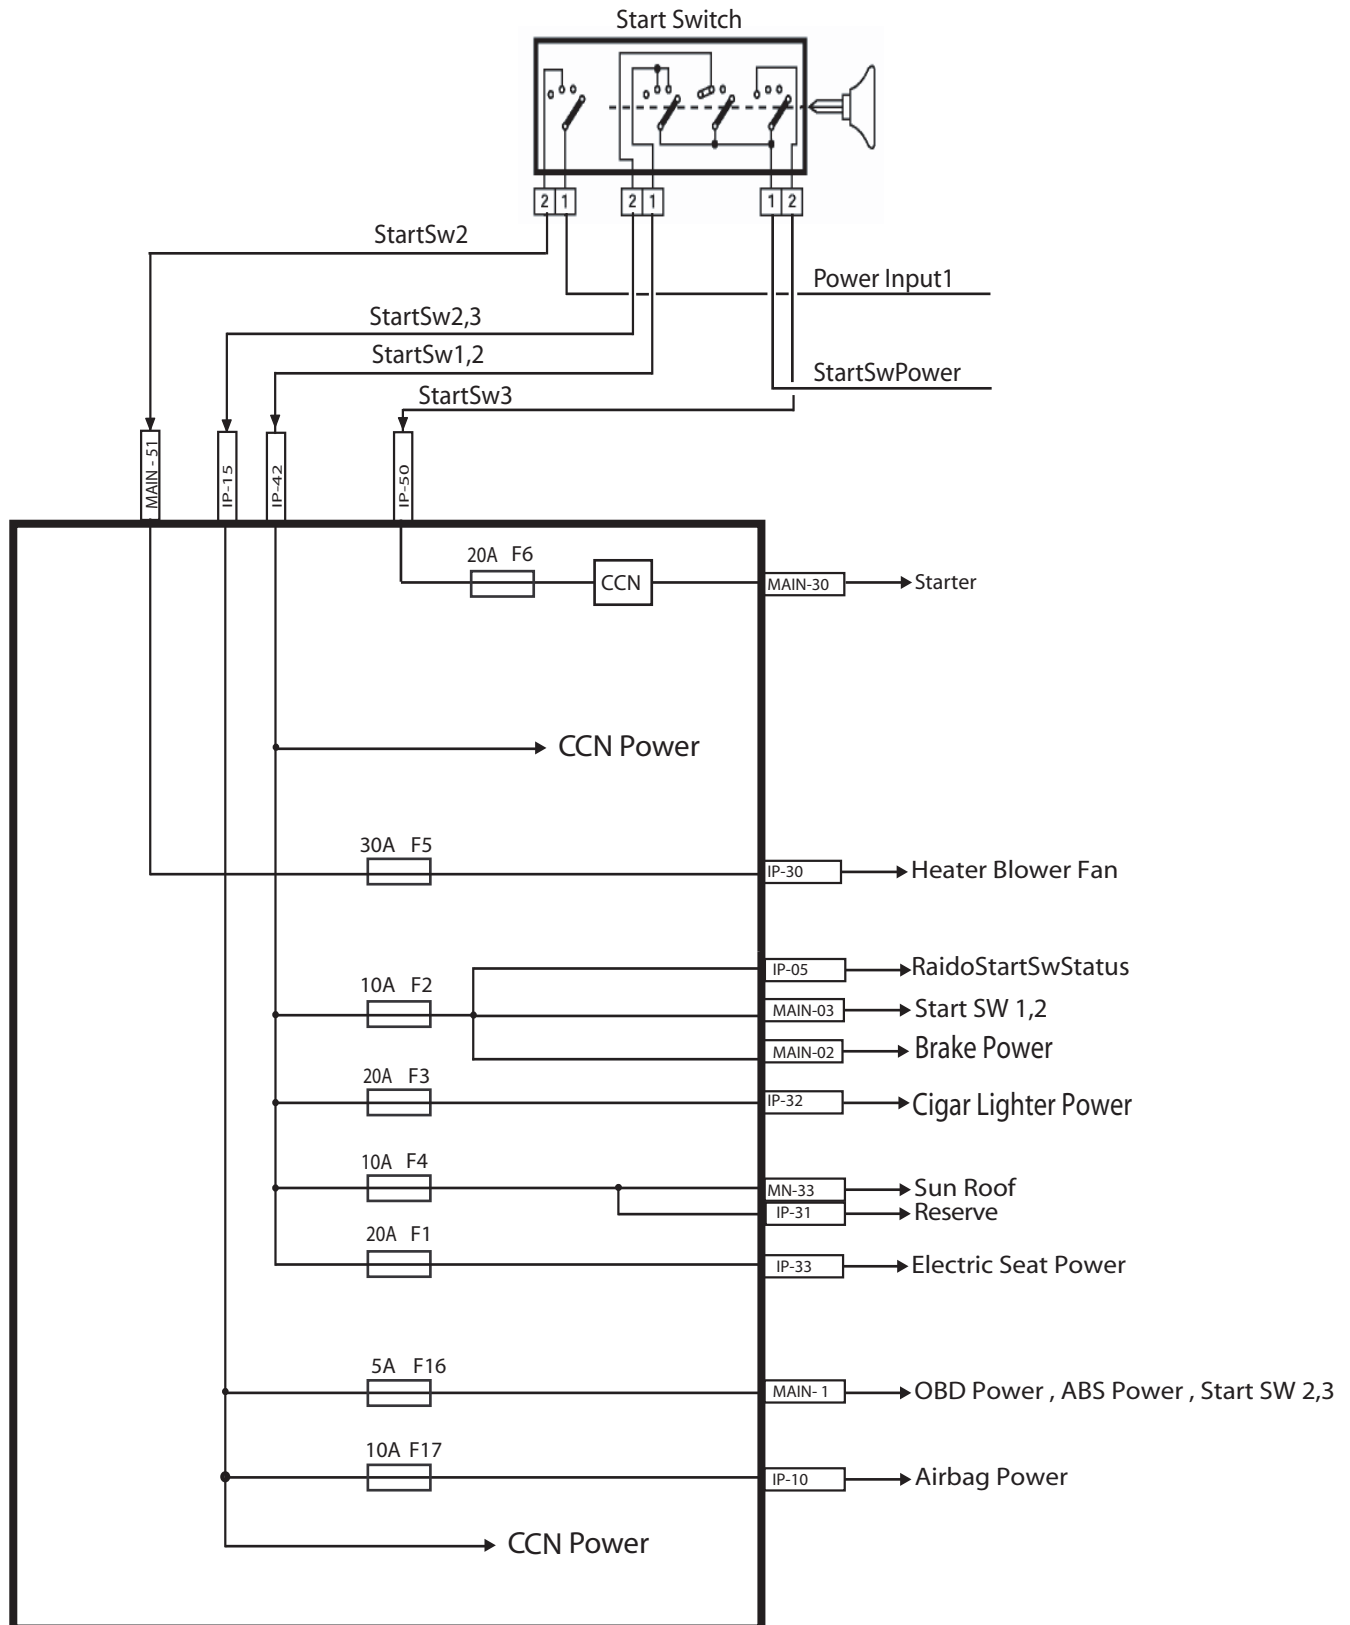 Start Switch
2 1 2 1 1 2
StartSw2
Power Input1
StartSw2,3
StartSw1,2
StartSwPower
StartSw3
MAIN - 51
IP-15
IP-42
IP-50
20A F6
CCN
MAIN-30
Starter
CCN Power
30A F5
IP-30
Heater Blower Fan
IP-05
RaidoStartSwStatus
10A F2
MAIN-03
Start SW 1,2
MAIN-02
Brake Power
20A F3
IP-32
Cigar Lighter Power
10A F4
MN-33
Sun Roof
IP-31
Reserve
20A F1
IP-33
Electric Seat Power
5A F16
MAIN- 1
OBD Power , ABS Power , Start SW 2,3
10A F17
IP-10
Airbag Power
CCN Power